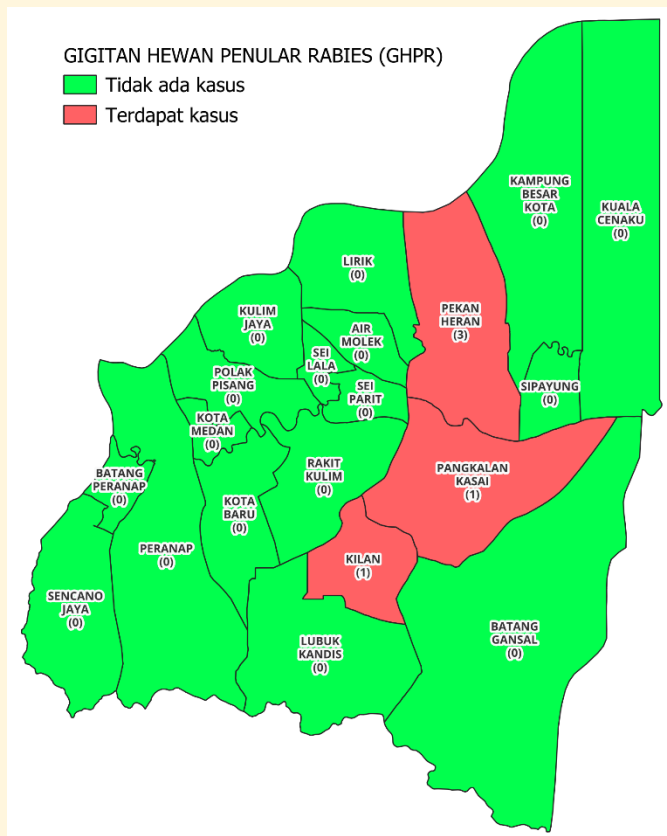 GIGITAN HEWAN PENULAR RABIES (GHPR)
Tidak ada kasus
Terdapat kasus
KAMPUNG
BESAR
KOTA
(0)
KUALA
CENAKU
(0)
LIRIK
(0)
PEKAN
HERAN
(3)
KULIM
JAYA
(0)
AIR
MOLEK
(0)
SEI
LALA
(0)
POLAK
PISANG
(0)
SEI
PARIT
(0)
SIPAYUNG
(0)
KOTA
MEDAN
(0)
BATANG
PERANAP
(0)
RAKIT
KULIM
(0)
PANGKALAN
KASAI
(1)
KOTA
BARU
(0)
PERANAP
(0)
KILAN
(1)
SENCANO
JAYA
(0)
LUBUK
KANDIS
(0)
BATANG
GANSAL
(0)